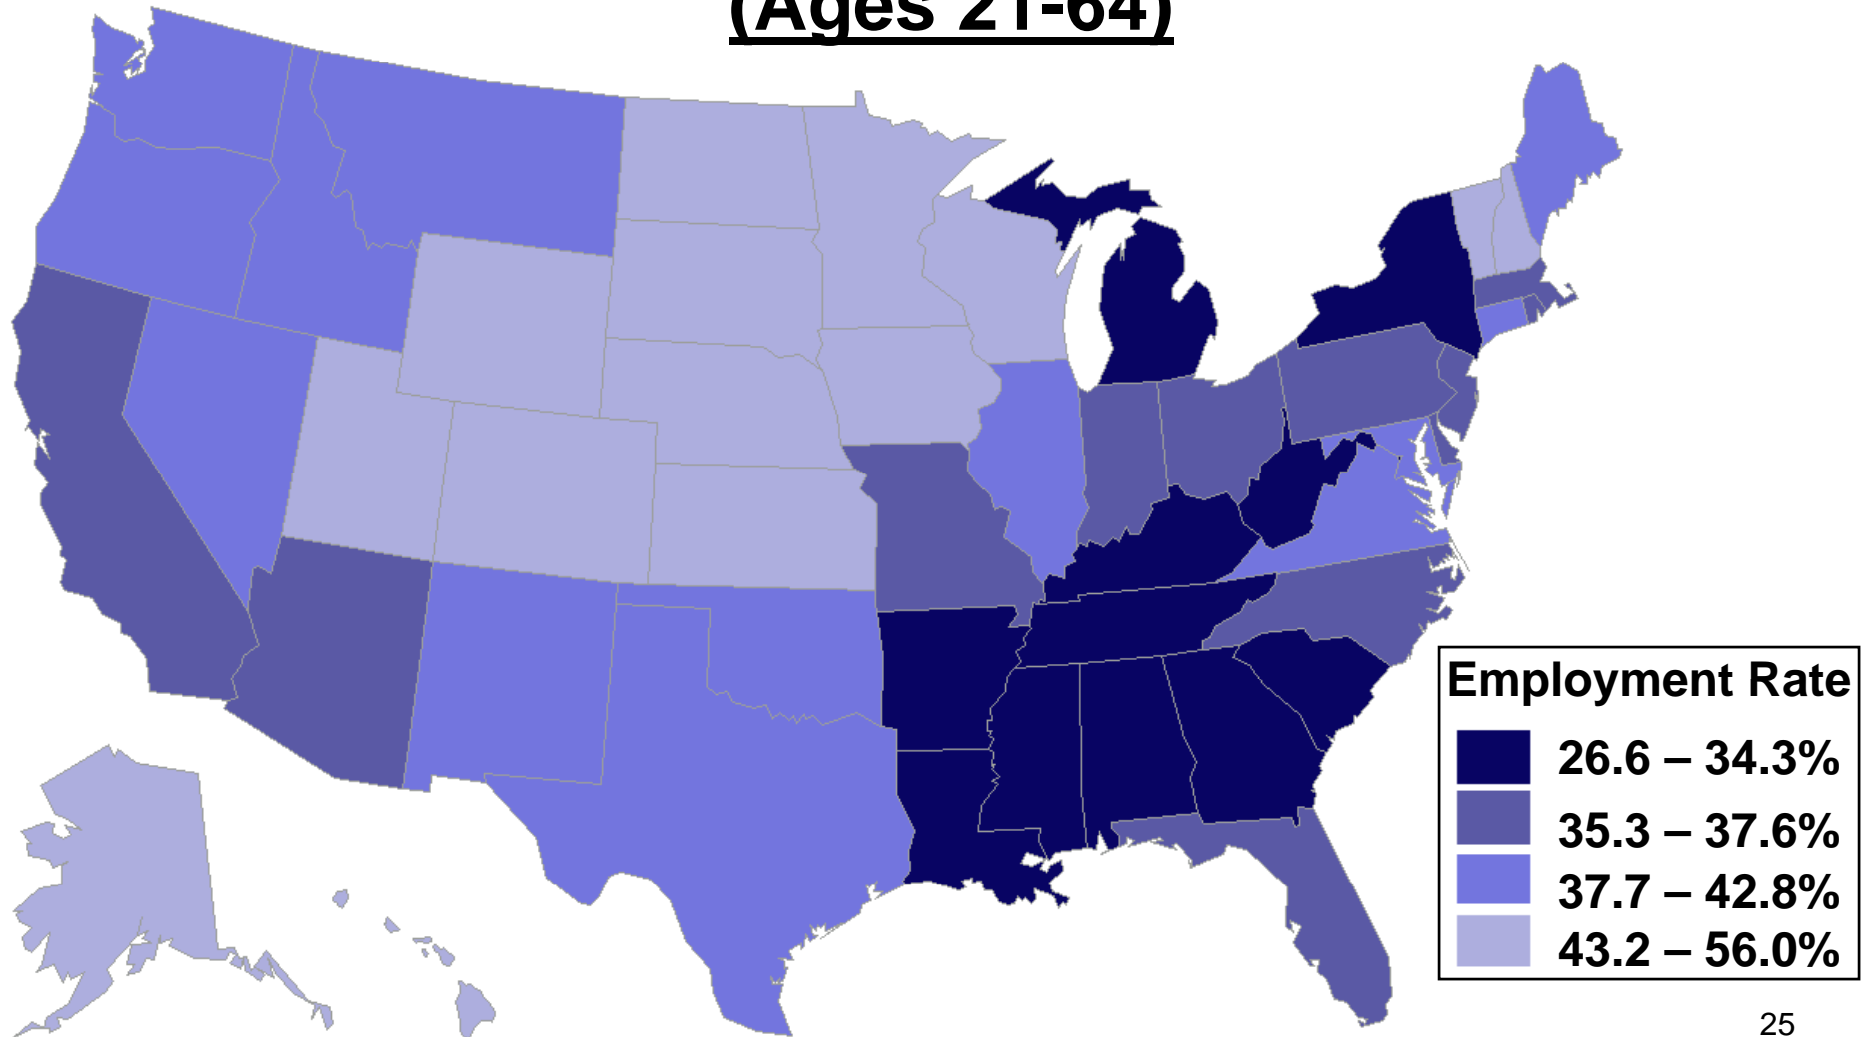 (Ages 21-64)
Employment Rate
26.6 – 34.3%
35.3 – 37.6%
37.7 – 42.8%
43.2 – 56.0%
25